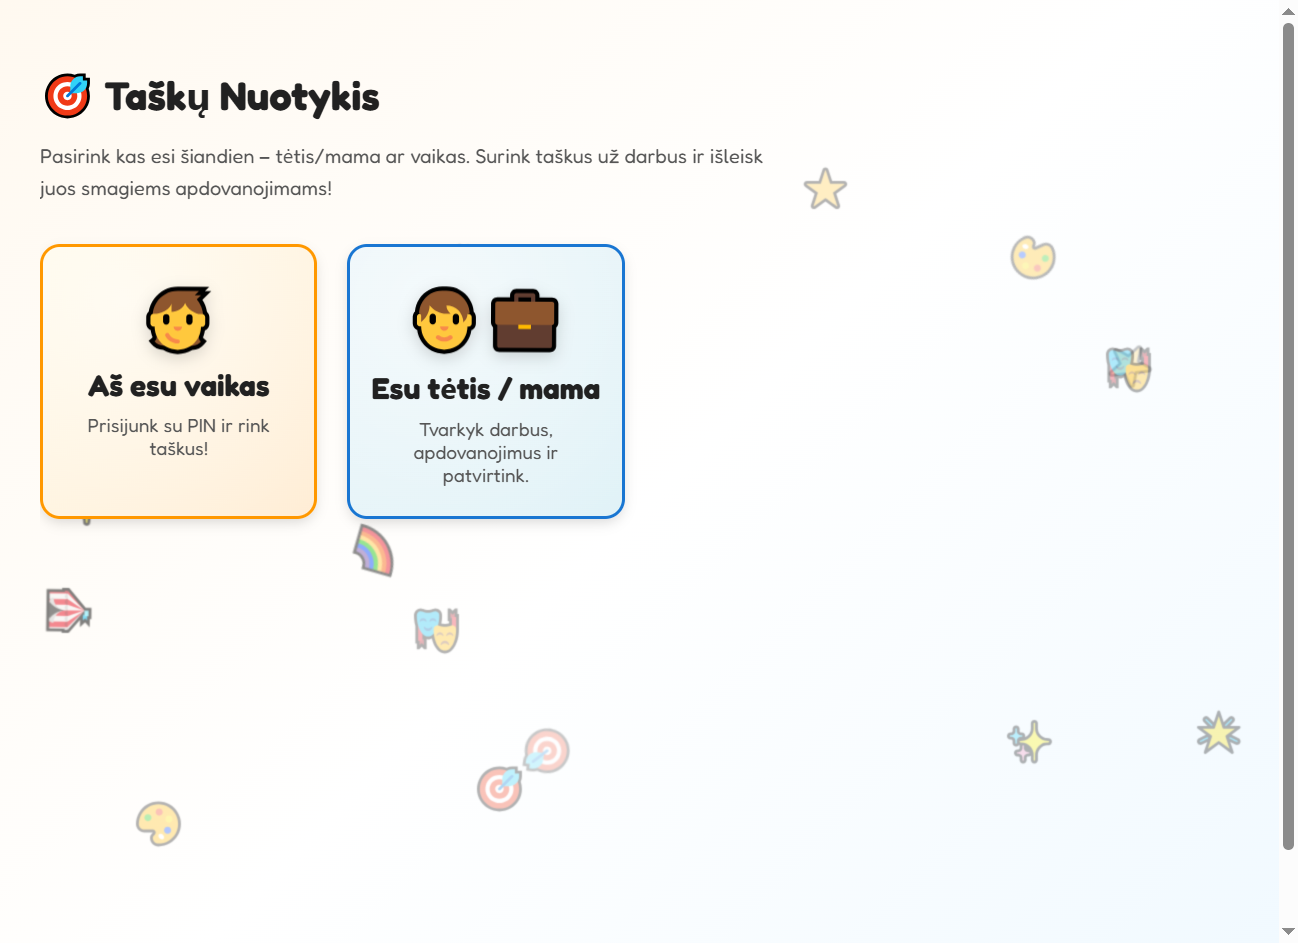 Taškų Nuotykis
Pasirink kas esi šiandien – tėtis/mama ar vaikas. Surink taškus už darbus ir išleisk
juos smagiems apdovanojimams!
Aš esu vaikas
Prisijunk su PIN ir rink
taškus!
Esu tėtis / mama
Tvarkyk darbus,
apdovanojimus ir
patvirtink.